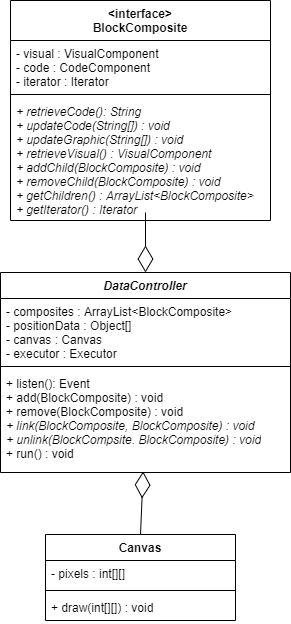 <interface>
BlockComposite
- visual : VisualComponent
- code : CodeComponent
- iterator : Iterator
+ retrieveCode(): String
+ updateCode(String[]) : void
+ updateGraphic(String[]) : void
+ retrieveVisual() : VisualComponent
+ addChild(BlockComposite) : void
+ removeChild(BlockComposite) : void
+ getChildren() : ArrayList<BlockComposite>
+ getIterator() : Iterator
DataController
- composites : ArrayList<BlockComposite>
- positionData : Object[]
- canvas : Canvas
- executor : Executor
+ listen(): Event
+ add(BlockComposite) : void
+ remove(BlockComposite) : void
+ link(BlockComposite, BlockComposite) : void
+ unlink(BlockCompsite. BlockComposite) : void
+ run() : void
Canvas
- pixels : int[][]
+ draw(int[][]) : void